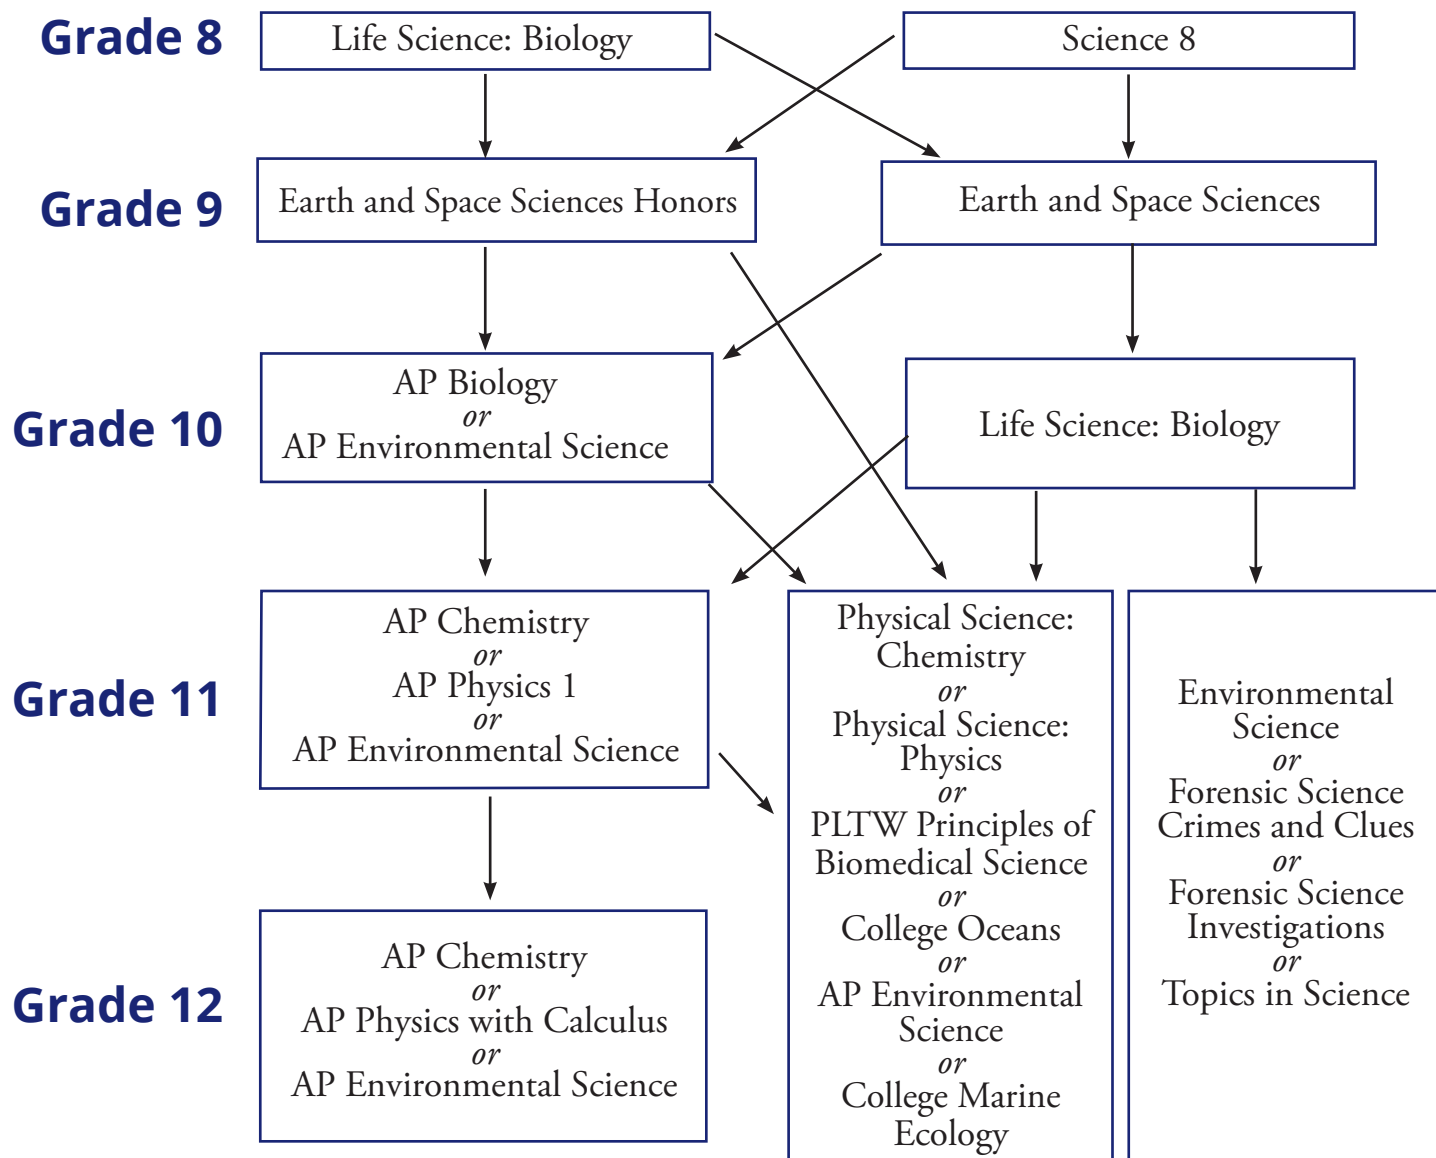 Grade 8
Life Science: Biology
Science 8
Grade 9
Earth and Space Sciences Honors
Earth and Space Sciences
Grade 10
AP Biology
or
AP Environmental Science
Life Science: Biology
Grade 11
AP Chemistry
or
AP Physics 1
or
AP Environmental Science
Physical Science:
Chemistry
or
Physical Science:
Physics
or
PLTW Principles of
Biomedical Science
or
College Oceans
or
AP Environmental
Science
or
College Marine
Ecology
Environmental
Science
or
Forensic Science
Crimes and Clues
or
Forensic Science
Investigations
or
Topics in Science
Grade 12
AP Chemistry
or
AP Physics with Calculus
or
AP Environmental Science